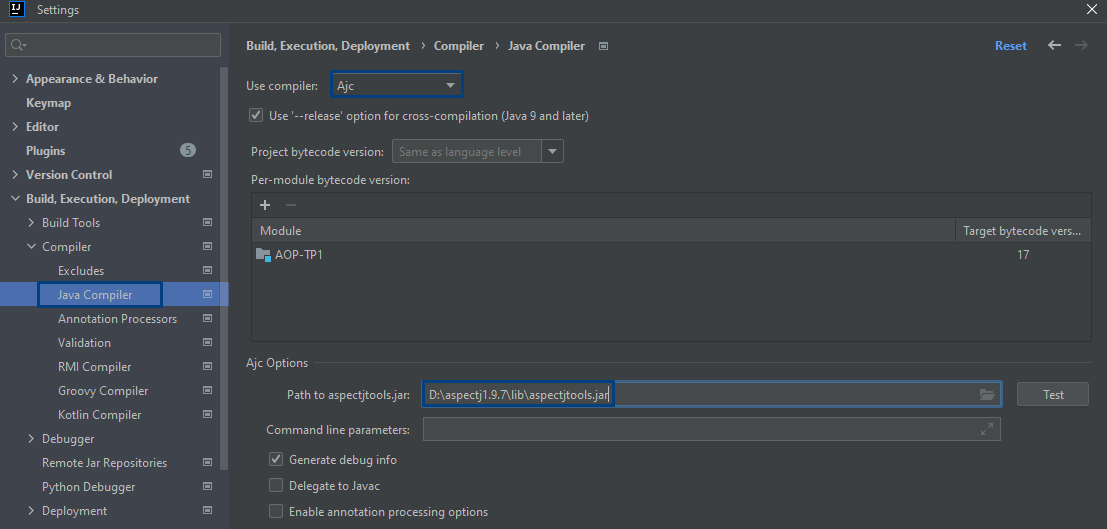 IJ
Settings
Appearance & Behavior
Keymap
Editor
Plugins
5
Version Control
Build, Execution, Deployment
Build Tools
Compiler
Excludes
Java Compiler
Annotation Processors
Validation
RMI Compiler
Groovy Compiler
Kotlin Compiler
Debugger
Remote Jar Repositories
Python Debugger
Deployment
Build, Execution, Deployment › Compiler › Java Compiler
Reset
Use compiler: Ajc
Use '--release' option for cross-compilation (Java 9 and later)
Project bytecode version: Same as language level
Per-module bytecode version:
Module Target bytecode vers...
AOP-TP1 17
Ajc Options
Path to aspectjtools.jar: D:\aspectj1.9.7\lib\aspectjtools.jar Test
Command line parameters:
Generate debug info
Delegate to Javac
Enable annotation processing options